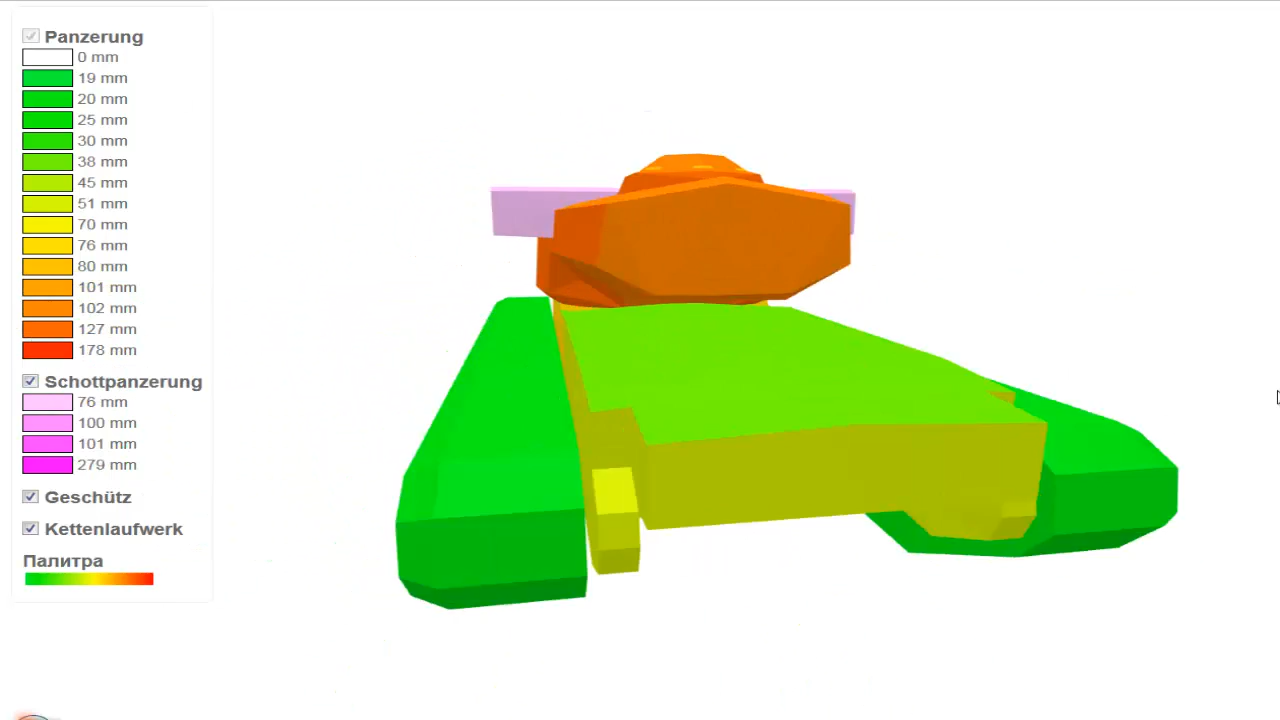 Panzerung
0 mm
19 mm
20 mm
25 mm
30 mm
38 mm
45 mm
51 mm
70 mm
76 mm
80 mm
101 mm
102 mm
127 mm
178 mm
Schottpanzerung
76 mm
100 mm
101 mm
279 mm
Geschütz
Kettenlaufwerk
Палитра